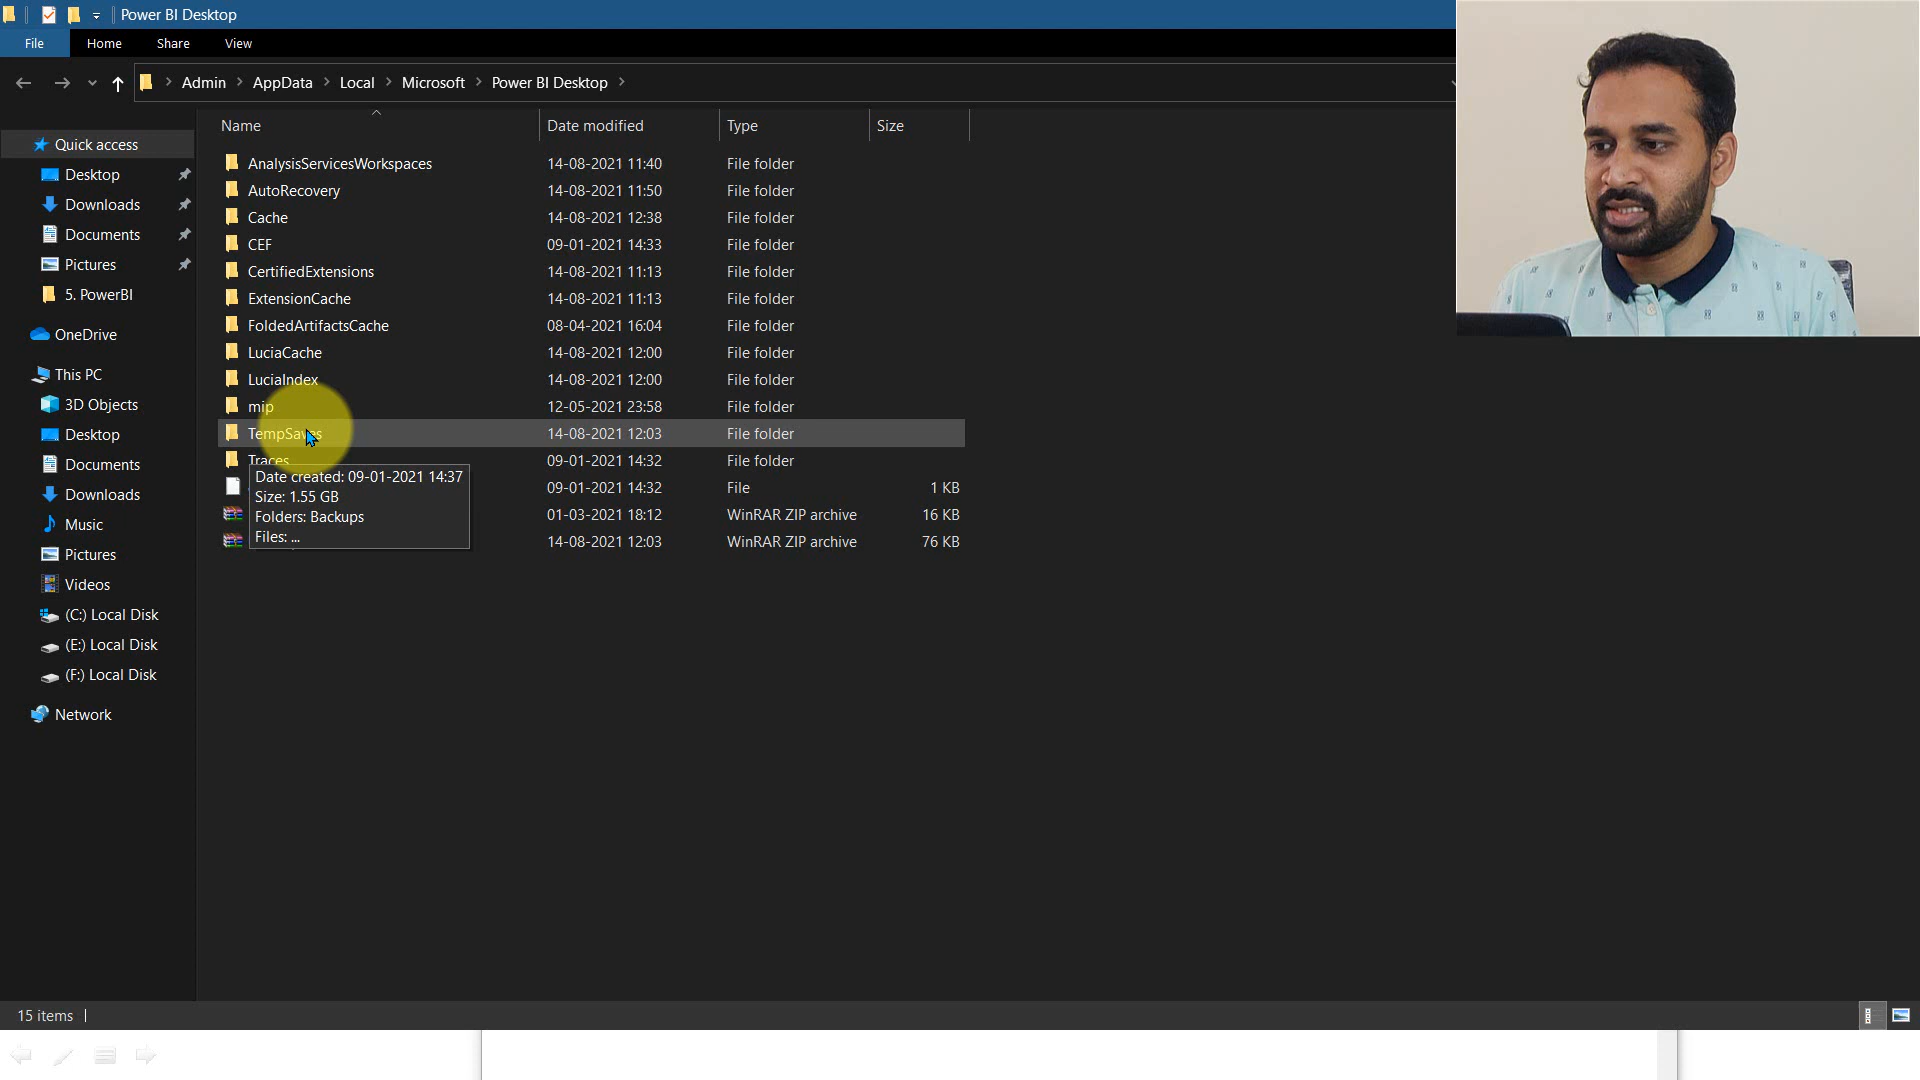 Power BI Desktop
File Home Share View
Admin AppData Local Microsoft Power BI Desktop
Name Date modified Type Size
Quick access
Desktop
Downloads
Documents
Pictures
5. PowerBI
OneDrive
This PC
3D Objects
Desktop
Documents
Downloads
Music
Pictures
Videos
(C:) Local Disk
(E:) Local Disk
(F:) Local Disk
Network
AnalysisServicesWorkspaces 14-08-2021 11:40 File folder
AutoRecovery 14-08-2021 11:50 File folder
Cache 14-08-2021 12:38 File folder
CEF 09-01-2021 14:33 File folder
CertifiedExtensions 14-08-2021 11:13 File folder
ExtensionCache 14-08-2021 11:13 File folder
FoldedArtifactsCache 08-04-2021 16:04 File folder
LuciaCache 14-08-2021 12:00 File folder
LuciaIndex 14-08-2021 12:00 File folder
mip 12-05-2021 23:58 File folder
TempSaves 14-08-2021 12:03 File folder
Traces 09-01-2021 14:32 File folder
09-01-2021 14:32 File 1 KB
01-03-2021 18:12 WinRAR ZIP archive 16 KB
14-08-2021 12:03 WinRAR ZIP archive 76 KB
Date created: 09-01-2021 14:37
Size: 1.55 GB
Folders: Backups
Files: ...
15 items